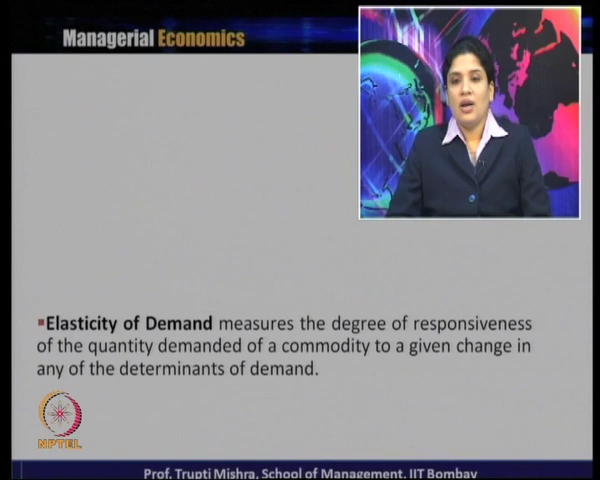 Managerial Economics
Elasticity of Demand measures the degree of responsiveness
of the quantity demanded of a commodity to a given change in
any of the determinants of demand.
NPTEL
Prof. Trupti Mishra, School of Management, IIT Bombay